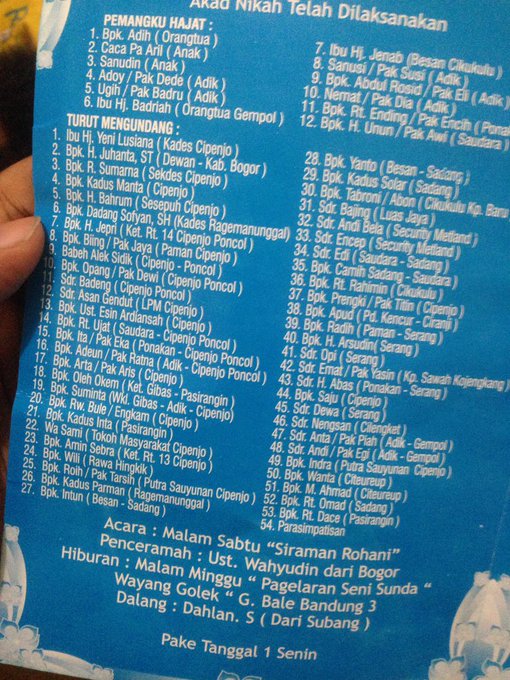 Akad Nikah Telah Dilaksanakan
PEMANGKU HAJAT :
1. Bpk. Adih ( Orangtua )
2. Caca Pa Aril ( Anak )
3. Sanudin ( Anak )
4. Adoy / Pak Dede ( Adik )
5. Ugih / Pak Badru ( Adik )
6. Ibu Hj. Badriah ( Orangtua Gempol )
7. Ibu Hj. Jenab (Besan Cikukulu )
8. Sanusi / Pak Susi ( Adik )
9. Bpk. Abdul Rosid / Pak Eli ( Adik )
10. Nemat / Pak Dia ( Adik )
11. Bpk. Rt. Ending / Pak Encih ( Ponak
12. Bpk. H. Unun / Pak Awi ( Saudara )
TURUT MENGUNDANG :
1. Ibu Hj. Yeni Lusiana ( Kades Cipenjo )
2. Bpk. H. Juhanta, ST ( Dewan - Kab. Bogor )
3. Bpk. R. Sumarna ( Sekdes Cipenjo )
4. Bpk. Kadus Manta ( Cipenjo )
5. Bpk. H. Bahrum ( Sesepuh Cipenjo )
6. Bpk. Dadang Sofyan, SH (Kades Ragemanunggal )
7. Bpk. H. Jepri ( Ket. Rt. 14 Cipenjo Poncol )
8. Bpk. Biing / Pak Jaya ( Paman Cipenjo )
9. Babeh Alek Sidik ( Cipenjo - Poncol )
10. Bpk. Opang / Pak Dewi ( Cipenjo Poncol )
11. Sdr. Badeng ( Cipenjo Poncol )
12. Sdr. Asan Gendut ( LPM Cipenjo )
13. Bpk. Ust. Esin Ardiansah ( Cipenjo )
14. Bpk. Rt. Ujat ( Saudara - Cipenjo Poncol )
15. Bpk. Ita / Pak Eka ( Ponakan - Cipenjo Poncol )
16. Bpk. Adeun / Pak Ratna ( Adik - Cipenjo Poncol )
17. Bpk. Arta / Pak Aris ( Cipenjo )
18. Bpk. Oleh Okem ( Ket. Gibas - Pasirangin )
19. Bpk. Suminta (Wkl. Gibas - Adik - Cipenjo)
20. Bpk. Rw. Bule / Engkam ( Cipenjo )
21. Bpk. Kadus Inta ( Pasirangin )
22. Wa Sami ( Tokoh Masyarakat Cipenjo )
23. Bpk. Amin Sebra ( Ket. Rt. 13 Cipenjo )
24. Bpk. Wili ( Rawa Hingkik )
25. Bpk. Roih / Pak Tarsih ( Putra Sauyunan Cipenjo )
26. Bpk. Kadus Parman ( Ragemanunggal )
27. Bpk. Intun ( Besan - Sadang )
28. Bpk. Yanto ( Besan - Sadang )
29. Bpk. Kadus Solar ( Sadang )
30. Bpk. Tabroni / Abon ( Cikukulu Kp. Baru
31. Sdr. Bajing ( Luas Jaya )
32. Sdr. Andi Bela ( Security Metland )
33. Sdr. Encep ( Security Metland )
34. Sdr. Edi ( Saudara - Sadang )
35. Bpk. Camih Sadang - Saudara )
36. Bpk. Rt. Rahimin ( Cikukulu )
37. Bpk. Prengki / Pak Titin ( Cipenjo )
38. Bpk. Apud ( Pd. Kencur - Ciranji )
39. Bpk. Radih ( Paman - Serang )
40. Bpk. H. Arsudin( Serang )
41. Sdr. Opi ( Serang )
42. Sdr. Emat / Pak Yasin ( Kp. Sawah Kojengkang )
43. Sdr. H. Abas ( Ponakan - Serang )
44. Bpk. Saju ( Cipenjo )
45. Sdr. Dewa ( Serang )
46. Sdr. Nengsan ( Cilengket )
47. Sdr. Anta / Pak Piah ( Adik - Gempol )
48. Sdr. Andi / Pak Egi ( Adik - Gempol )
49. Bpk. Indra ( Putra Sauyunan Cipenjo )
50. Bpk. Wanta ( Citeureup )
51. Bpk. M. Ahmad ( Citeureup )
52. Bpk. Rt. Omad ( Sadang )
53. Bpk. Rt. Dace ( Pasirangin )
54. Parasimpatisan
Acara : Malam Sabtu "Siraman Rohani"
Penceramah : Ust. Wahyudin dari Bogor
Hiburan : Malam Minggu " Pagelaran Seni Sunda "
Wayang Golek " G. Bale Bandung 3
Dalang : Dahlan. S ( Dari Subang )
Pake Tanggal 1 Senin